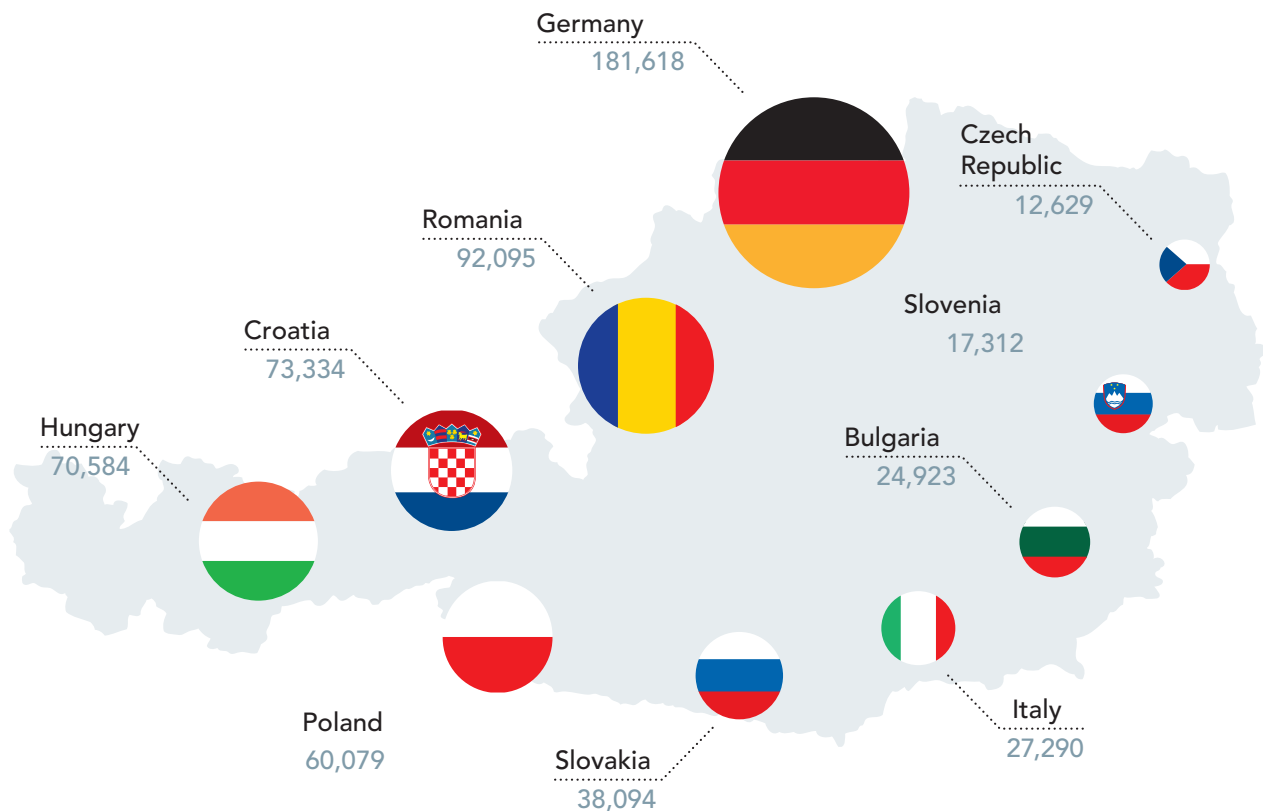 Germany
181,618
Czech
Republic
12,629
Romania
92,095
Slovenia
17,312
Croatia
73,334
Hungary
70,584
Bulgaria
24,923
Poland
60,079
Slovakia
38,094
Italy
27,290